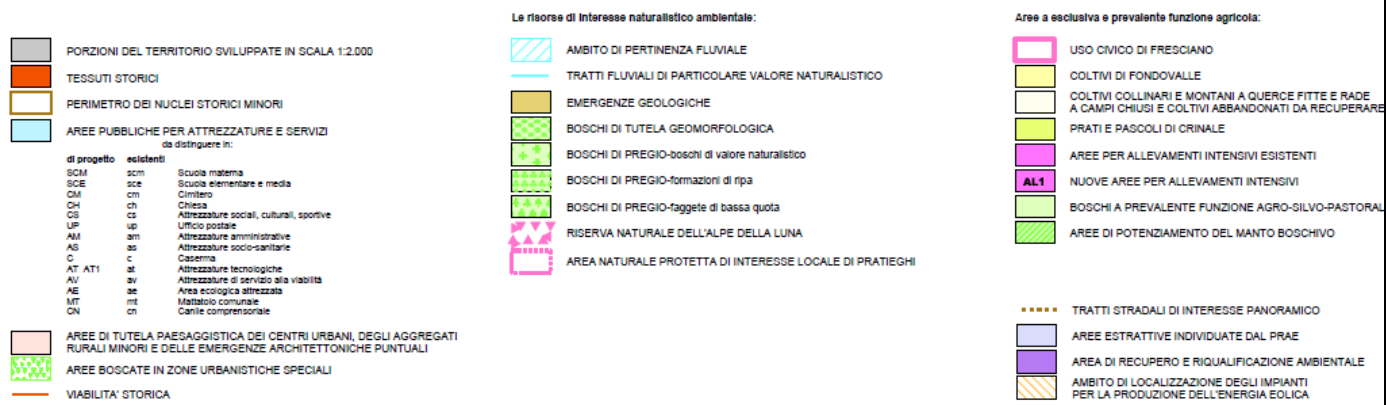 PORZIONI DEL TERRITORIO SVILUPPATE IN SCALA 1:2.000
TESSUTI STORICI
PERIMETRO DEI NUCLEI STORICI MINORI
AREE PUBBLICHE PER ATTREZZATURE E SERVIZI
da distinguere in:
di progetto esistenti
SCM scm Scuola materna
SCE sce Scuola elementare e media
CM cm Cimitero
CH ch Chiesa
CS cs Attrezzature sociali, culturali, sportive
UP up Ufficio postale
AM am Attrezzature amministrative
AS as Attrezzature socio-sanitarie
C c Caserma
AT AT1 at Attrezzature tecnologiche
AV av Attrezzature di servizio alla viabilità
AE ae Area ecologica attrezzata
MT mt Mattatoio comunale
CN cn Canile comprensoriale
AREE DI TUTELA PAESAGGISTICA DEI CENTRI URBANI, DEGLI AGGREGATI
RURALI MINORI E DELLE EMERGENZE ARCHITETTONICHE PUNTUALI
AREE BOSCATE IN ZONE URBANISTICHE SPECIALI
VIABILITA' STORICA
Le risorse di interesse naturalistico ambientale:
AMBITO DI PERTINENZA FLUVIALE
TRATTI FLUVIALI DI PARTICOLARE VALORE NATURALISTICO
EMERGENZE GEOLOGICHE
BOSCHI DI TUTELA GEOMORFOLOGICA
BOSCHI DI PREGIO-boschi di valore naturalistico
BOSCHI DI PREGIO-formazioni di ripa
BOSCHI DI PREGIO-faggete di bassa quota
RISERVA NATURALE DELL'ALPE DELLA LUNA
AREA NATURALE PROTETTA DI INTERESSE LOCALE DI PRATIEGHI
Aree a esclusiva e prevalente funzione agricola:
USO CIVICO DI FRESCIANO
COLTIVI DI FONDOVALLE
COLTIVI COLLINARI E MONTANI A QUERCE FITTE E RADE
A CAMPI CHIUSI E COLTIVI ABBANDONATI DA RECUPERARE
PRATI E PASCOLI DI CRINALE
AREE PER ALLEVAMENTI INTENSIVI ESISTENTI
AL1 NUOVE AREE PER ALLEVAMENTI INTENSIVI
BOSCHI A PREVALENTE FUNZIONE AGRO-SILVO-PASTORAL
AREE DI POTENZIAMENTO DEL MANTO BOSCHIVO
TRATTI STRADALI DI INTERESSE PANORAMICO
AREE ESTRATTIVE INDIVIDUATE DAL PRAE
AREA DI RECUPERO E RIQUALIFICAZIONE AMBIENTALE
AMBITO DI LOCALIZZAZIONE DEGLI IMPIANTI
PER LA PRODUZIONE DELL'ENERGIA EOLICA